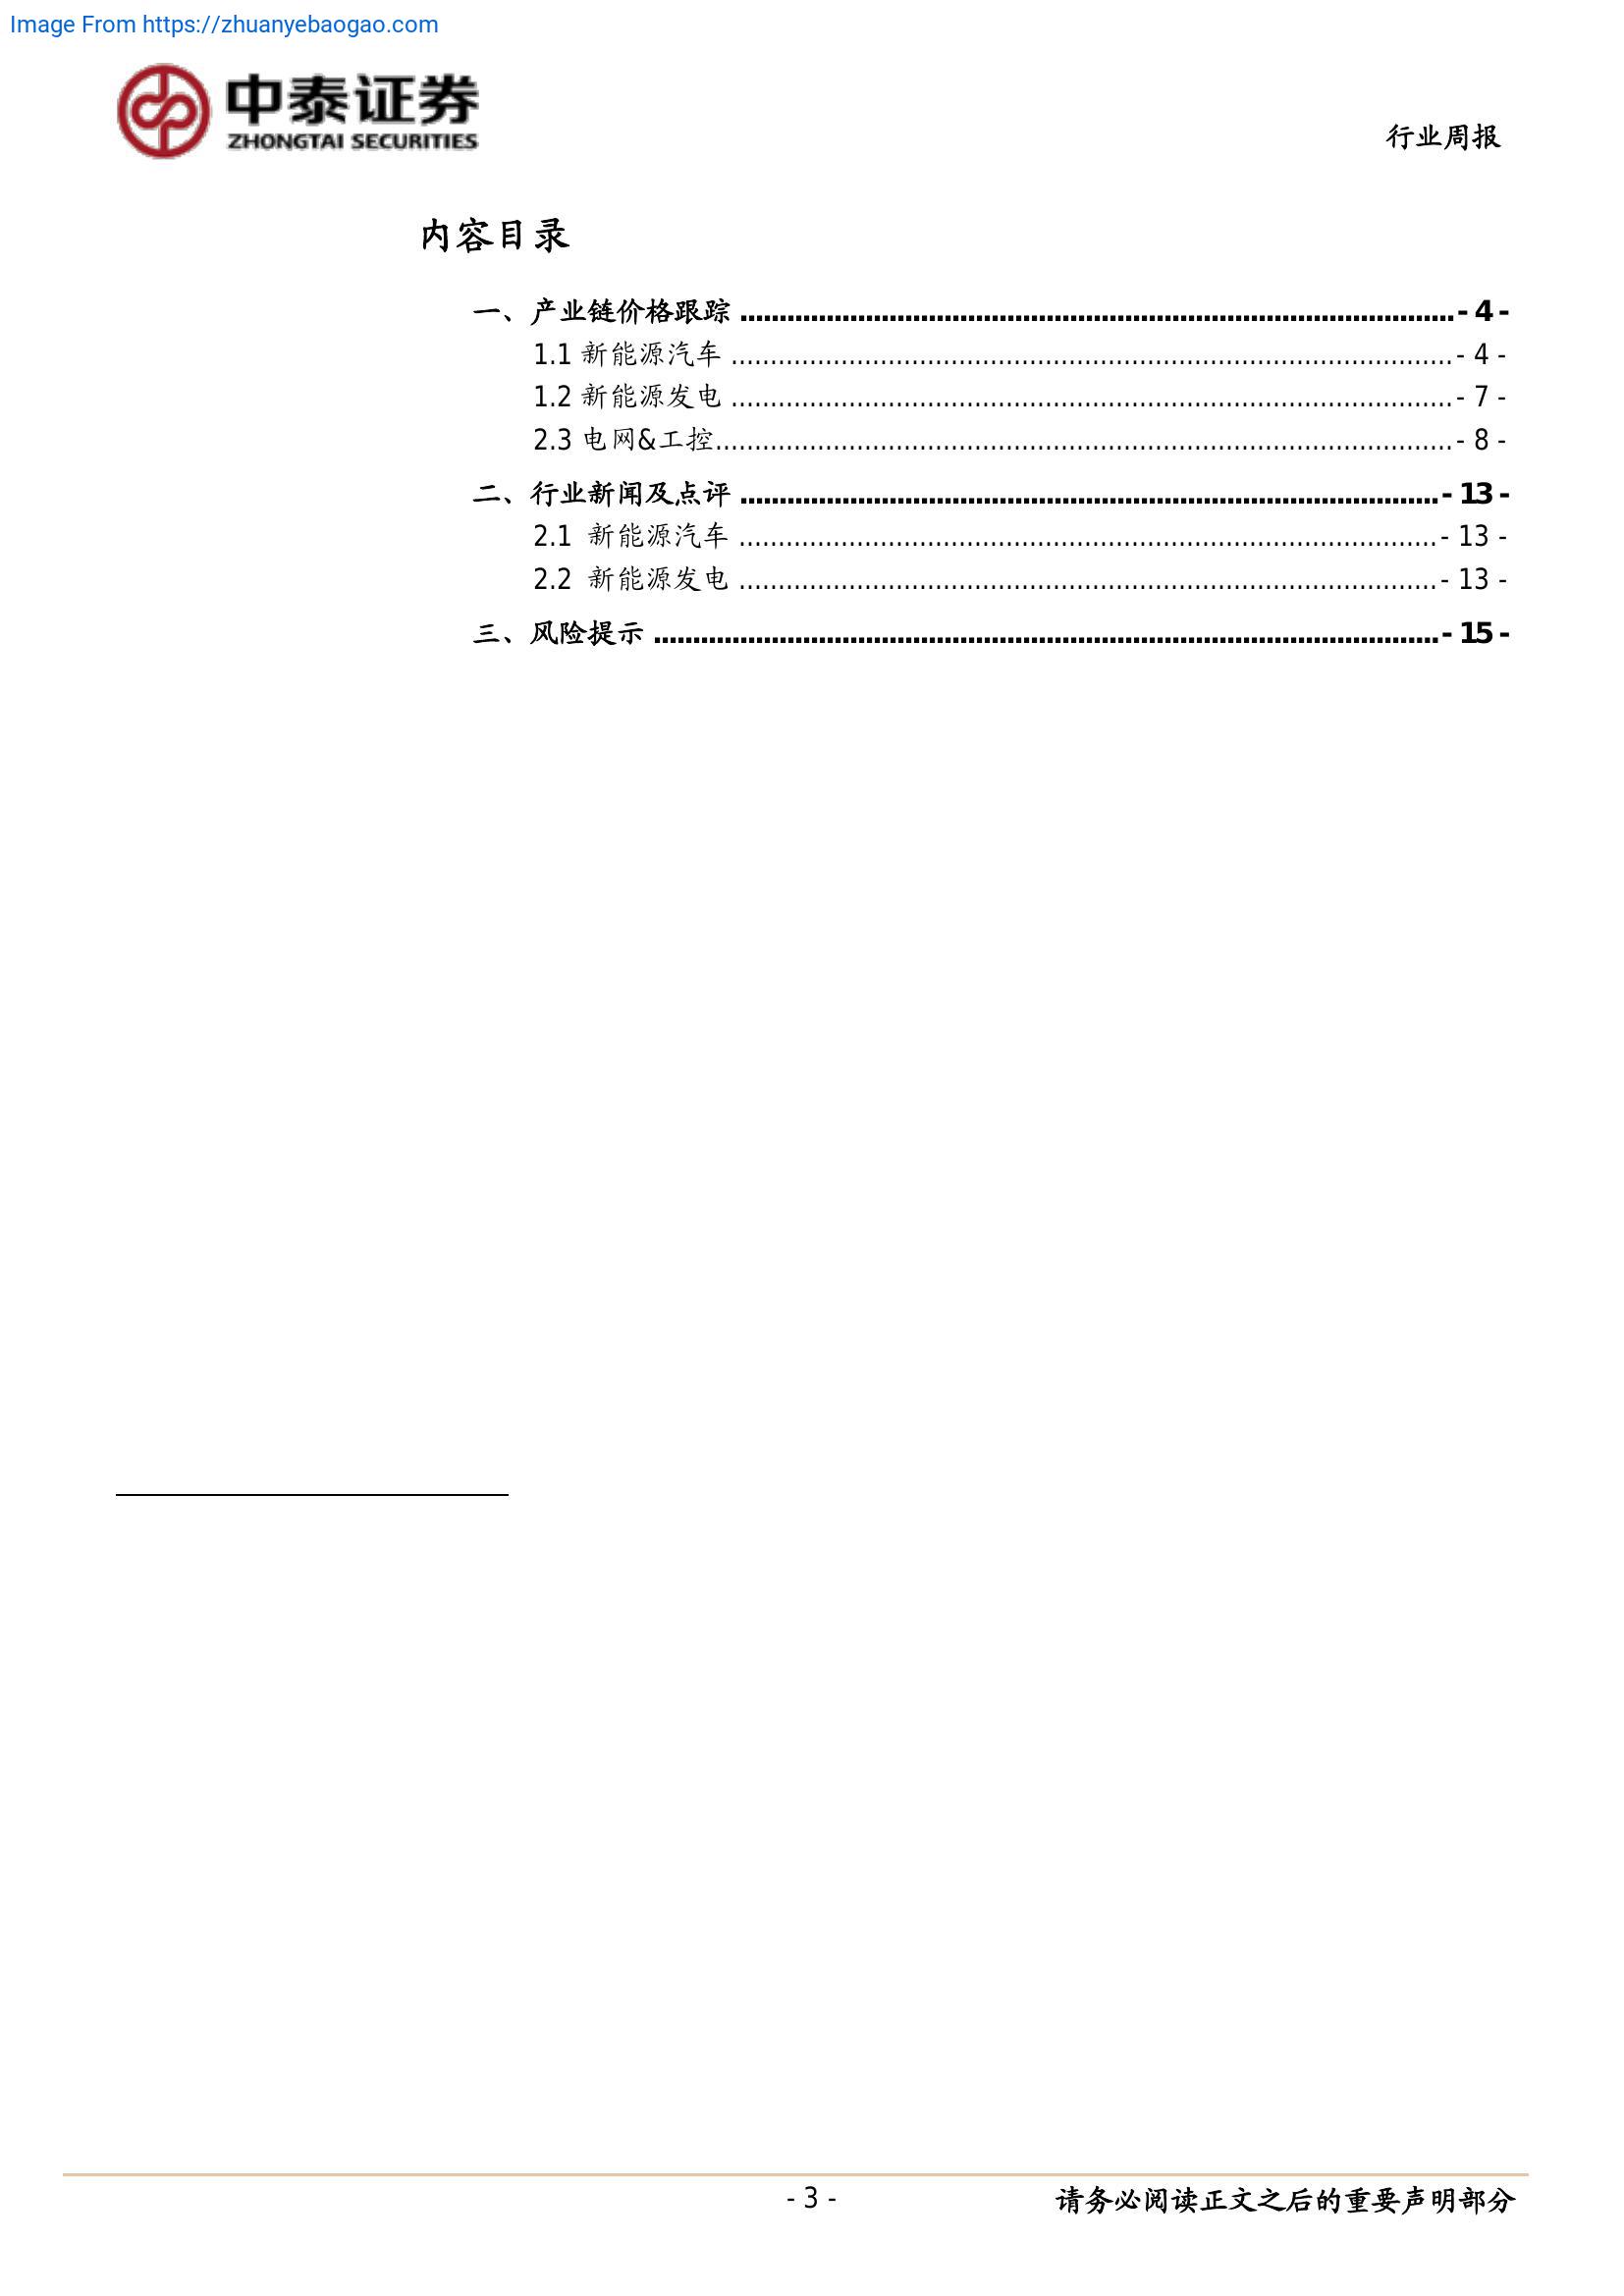 Image From https://zhuanyebaogao.com
中泰证券
ZHONGTAI SECURITIES
行业周报
内容目录
一、产业链价格跟踪 ........................................................................................... - 4 -
1.1 新能源汽车 ........................................................................................... - 4 -
1.2 新能源发电 ........................................................................................... - 7 -
2.3 电网&工控............................................................................................. - 8 -
二、行业新闻及点评 ......................................................................................... - 13 -
2.1 新能源汽车 ......................................................................................... - 13 -
2.2 新能源发电 ......................................................................................... - 13 -
三、风险提示 .................................................................................................... - 15 -
- 3 -
请务必阅读正文之后的重要声明部分